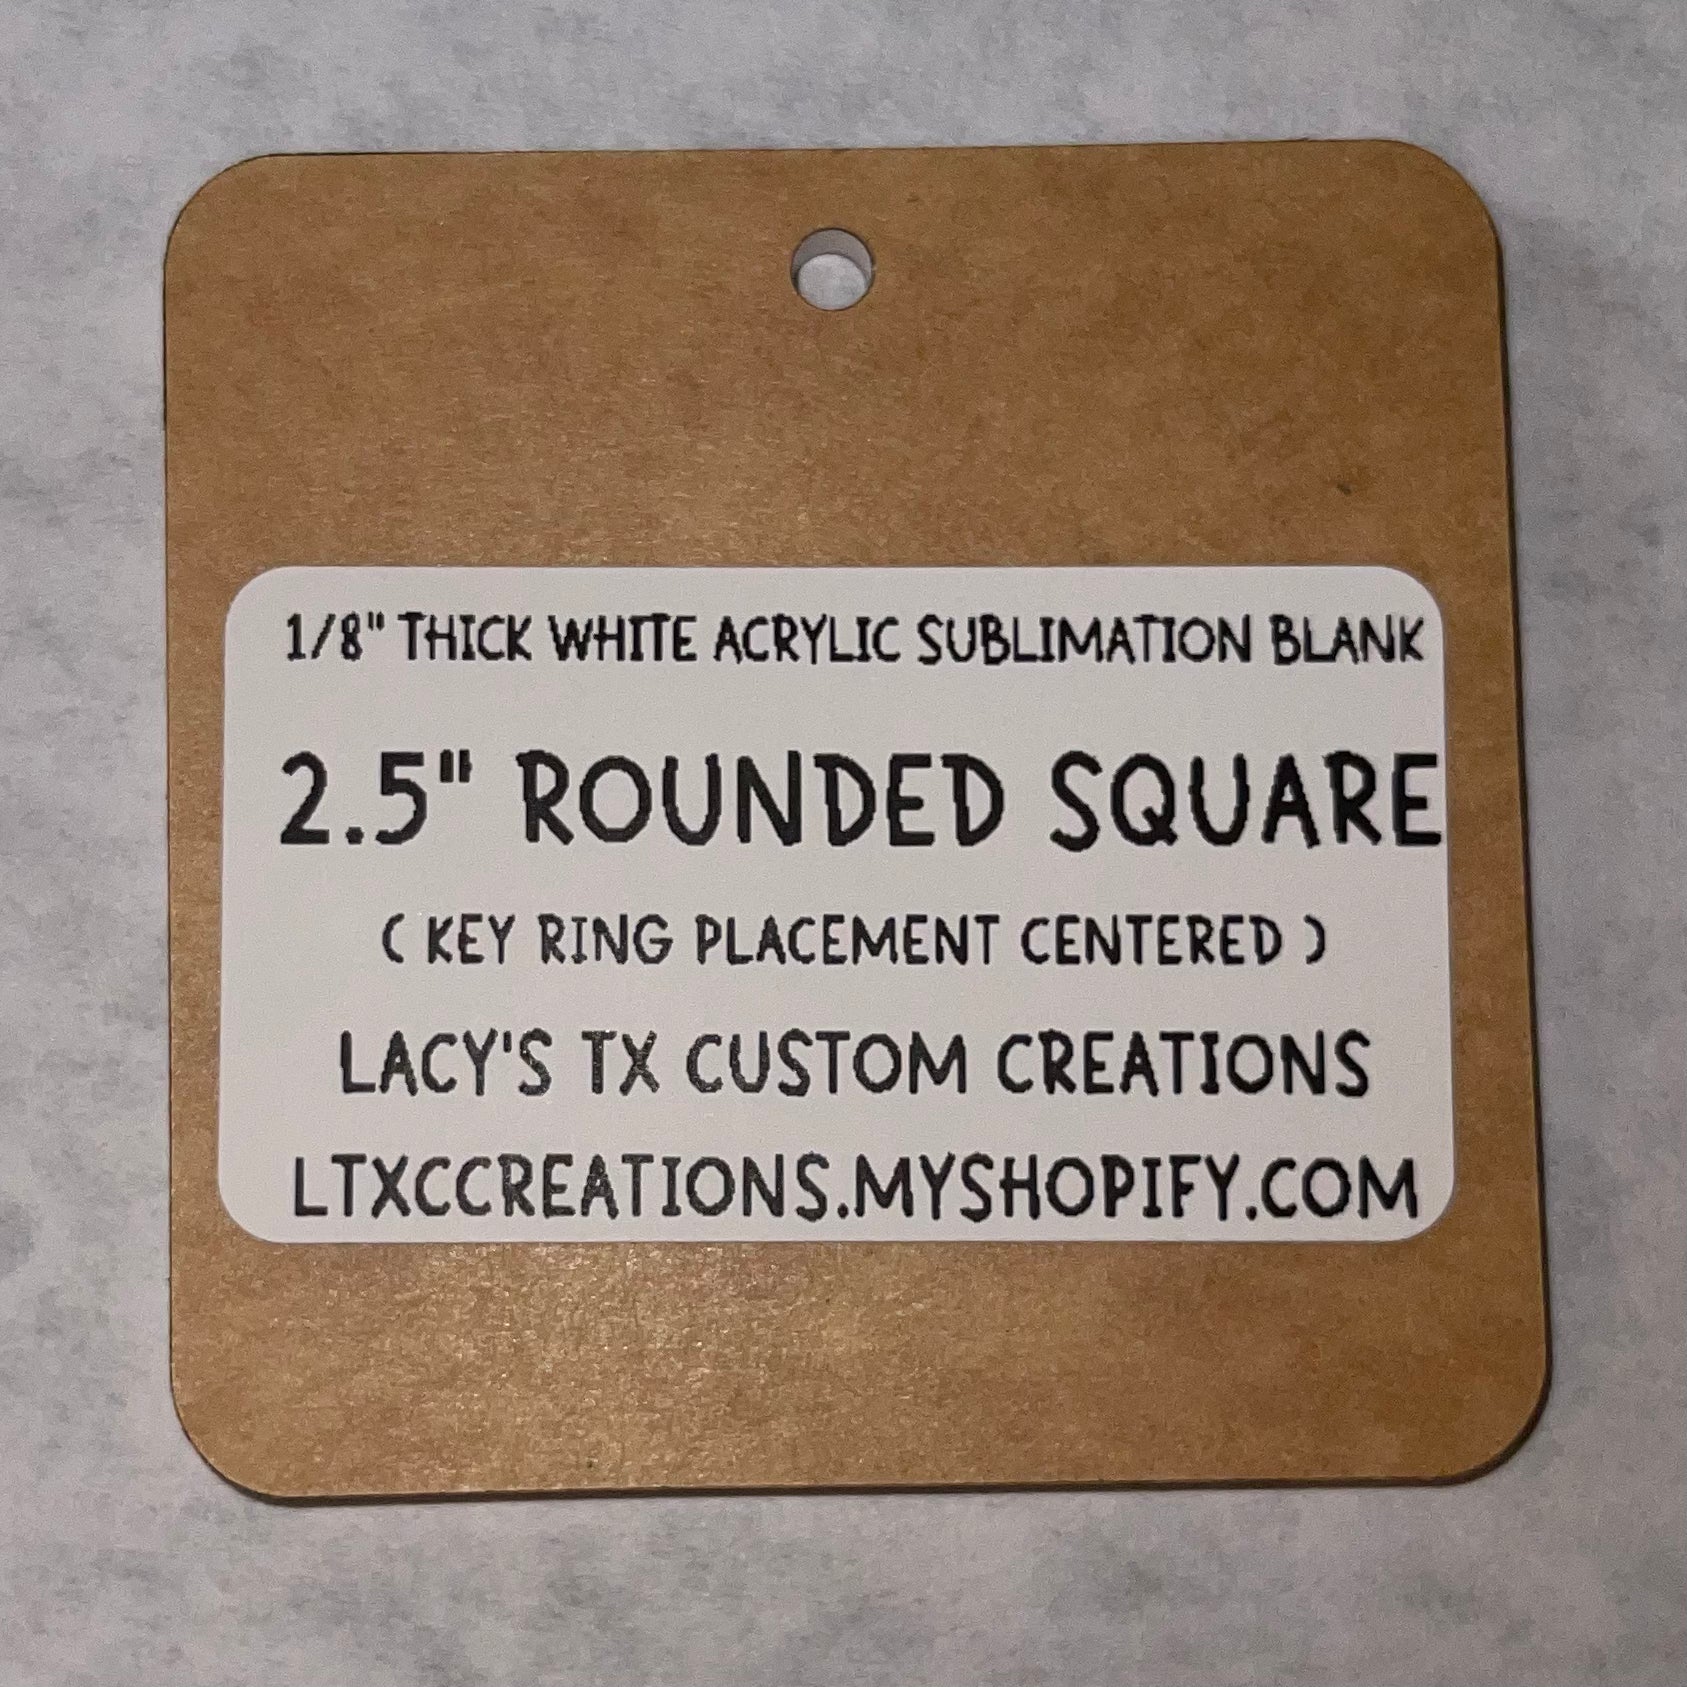 1/8" THICK WHITE ACRYLIC SUBLIMATION BLANK
2.5" ROUNDED SQUARE
( KEY RING PLACEMENT CENTERED )
LACY'S TX CUSTOM CREATIONS
LTXCCREATIONS.MYSHOPIFY.COM